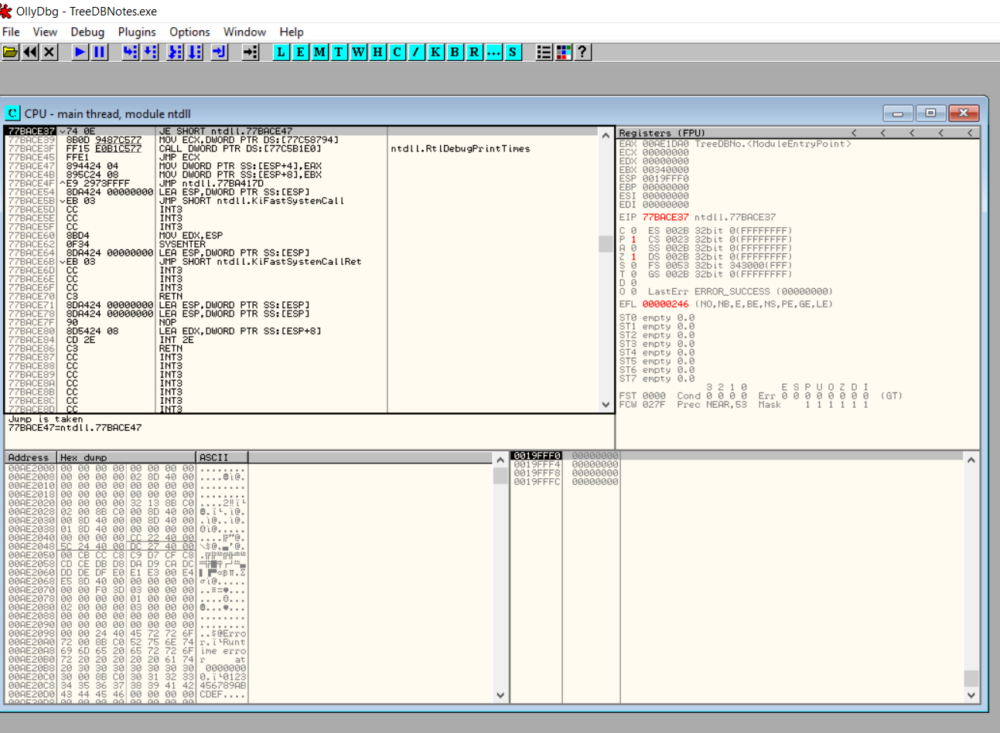 OllyDbg - TreeDBNotes.exe
File View Debug Plugins Options Window Help
L E M T W H C / K B R ... S ?
C CPU - main thread, module ntdll
77BACE37 74 0E JE SHORT ntdll.77BACE47
77BACE39 8B0D 9487C577 MOV ECX,DWORD PTR DS:[77C58794]
77BACE3F FF15 E0B1C577 CALL DWORD PTR DS:[77C5B1E0] ntdll.RtlDebugPrintTimes
77BACE45 FFE1 JMP ECX
77BACE47 894424 04 MOV DWORD PTR SS:[ESP+4],EAX
77BACE4B 895C24 08 MOV DWORD PTR SS:[ESP+8],EBX
77BACE4F ^E9 2973FFFF JMP ntdll.77BA417D
77BACE54 8DA424 00000000 LEA ESP,DWORD PTR SS:[ESP]
77BACE5B EB 03 JMP SHORT ntdll.KiFastSystemCall
77BACE5D CC INT3
77BACE5E CC INT3
77BACE5F CC INT3
77BACE60 8BD4 MOV EDX,ESP
77BACE62 0F34 SYSENTER
77BACE64 8DA424 00000000 LEA ESP,DWORD PTR SS:[ESP]
77BACE6B EB 03 JMP SHORT ntdll.KiFastSystemCallRet
77BACE6D CC INT3
77BACE6E CC INT3
77BACE6F CC INT3
77BACE70 C3 RETN
77BACE71 8DA424 00000000 LEA ESP,DWORD PTR SS:[ESP]
77BACE78 8DA424 00000000 LEA ESP,DWORD PTR SS:[ESP]
77BACE7F 90 NOP
77BACE80 8D5424 08 LEA EDX,DWORD PTR SS:[ESP+8]
77BACE84 CD 2E INT 2E
77BACE86 C3 RETN
77BACE87 CC INT3
77BACE88 CC INT3
77BACE89 CC INT3
77BACE8A CC INT3
77BACE8B CC INT3
77BACE8C CC INT3
77BACE8D CC INT3
Jump is taken
77BACE47=ntdll.77BACE47
Registers (FPU) < < < < <
EAX 00AE1DA0 TreeDBNo.<ModuleEntryPoint>
ECX 00000000
EDX 00000000
EBX 00340000
ESP 0019FFF0
EBP 00000000
ESI 00000000
EDI 00000000
EIP 77BACE37 ntdll.77BACE37
C 0 ES 002B 32bit 0(FFFFFFFF)
P 1 CS 0023 32bit 0(FFFFFFFF)
A 0 SS 002B 32bit 0(FFFFFFFF)
Z 1 DS 002B 32bit 0(FFFFFFFF)
S 0 FS 0053 32bit 343000(FFF)
T 0 GS 002B 32bit 0(FFFFFFFF)
D 0
O 0 LastErr ERROR_SUCCESS (00000000)
EFL 00000246 (NO,NB,E,BE,NS,PE,GE,LE)
ST0 empty 0.0
ST1 empty 0.0
ST2 empty 0.0
ST3 empty 0.0
ST4 empty 0.0
ST5 empty 0.0
ST6 empty 0.0
ST7 empty 0.0
3 2 1 0 E S P U O Z D I
FST 0000 Cond 0 0 0 0 Err 0 0 0 0 0 0 0 0 (GT)
FCW 027F Prec NEAR,53 Mask 1 1 1 1 1 1
Address Hex dump ASCII
00AE2000 00 00 00 00 00 00 00 00 ........
00AE2008 00 00 00 00 02 8D 40 00
00AE2010 00 00 00 00 00 00 00 00 ........
00AE2018 00 00 00 00 00 00 00 00 ........
00AE2020 00 00 00 00 32 13 8B C0
00AE2028 02 00 8B C0 00 8D 40 00
00AE2030 00 8D 40 00 00 8D 40 00 .ì@..ì@.
00AE2038 01 8D 40 00 00 00 00 00
00AE2040 00 00 00 00 CC 22 40 00
00AE2048 5C 24 40 00 DC 27 40 00 \$@.▄'@.
00AE2050 00 CB CC C8 C9 D7 CF C8
00AE2058 CD CE DB D8 DA D9 CA DC
00AE2060 DD DE DF E0 E1 E3 00 E4
00AE2068 E5 8D 40 00 00 00 00 00 σì@.....
00AE2070 00 00 F0 3D 03 00 00 00 ..≡=♥...
00AE2078 00 00 00 00 01 00 00 00
00AE2080 02 00 00 00 03 00 00 00
00AE2088 00 00 00 00 00 00 00 00 ........
00AE2090 00 00 00 00 00 00 00 00 ........
00AE2098 00 00 24 40 45 72 72 6F ..$@Erro
00AE20A0 72 00 8B C0 52 75 6E 74 r.ï└Runt
00AE20A8 69 6D 65 20 65 72 72 6F ime erro
00AE20B0 72 20 20 20 20 20 61 74 r     at
00AE20B8 20 30 30 30 30 30 30 30 0000000
00AE20C0 30 00 8B C0 30 31 32 33 0.ï└0123
00AE20C8 34 35 36 37 38 39 41 42 456789AB
00AE20D0 43 44 45 46 00 00 00 00 CDEF....
0019FFF0 00000000
0019FFF4 00000000
0019FFF8 00000000
0019FFFC 00000000